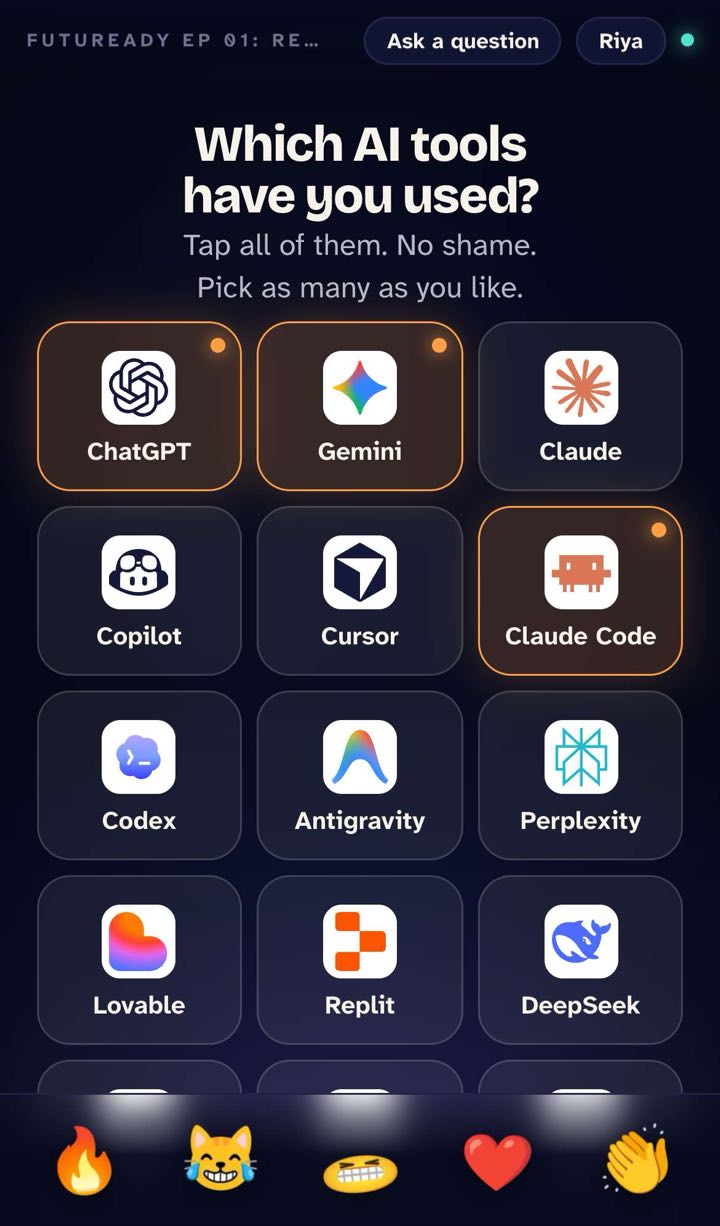 FUTUREADY EP 01: RE…
Ask a question
Riya
Which AI tools
have you used?
Tap all of them. No shame.
Pick as many as you like.
ChatGPT
Gemini
Claude
Copilot
Cursor
Claude Code
Codex
Antigravity
Perplexity
Lovable
Replit
DeepSeek